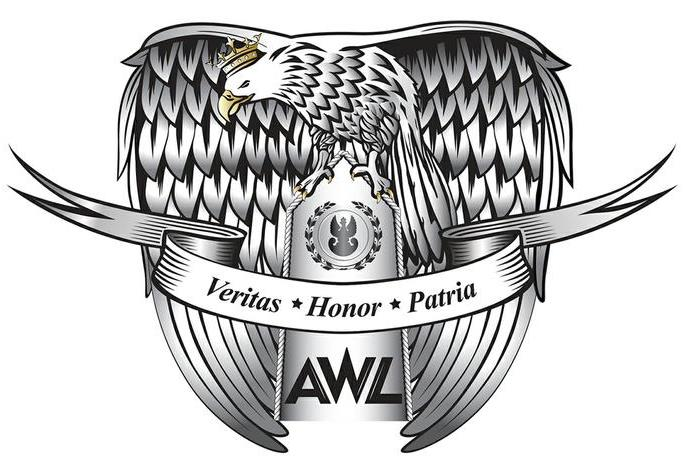 Veritas ★ Honor ★ Patria
AWL